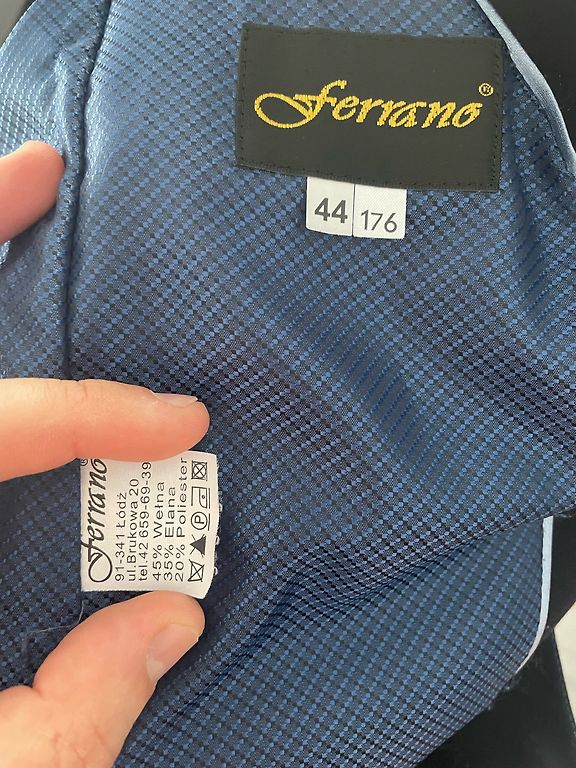 Ferrano®
44 176
Ferrano®
91-341 Łódź
ul.Brukowa 20
tel.42 659-69-39
45% Wełna
35% Elana
20% Poliester